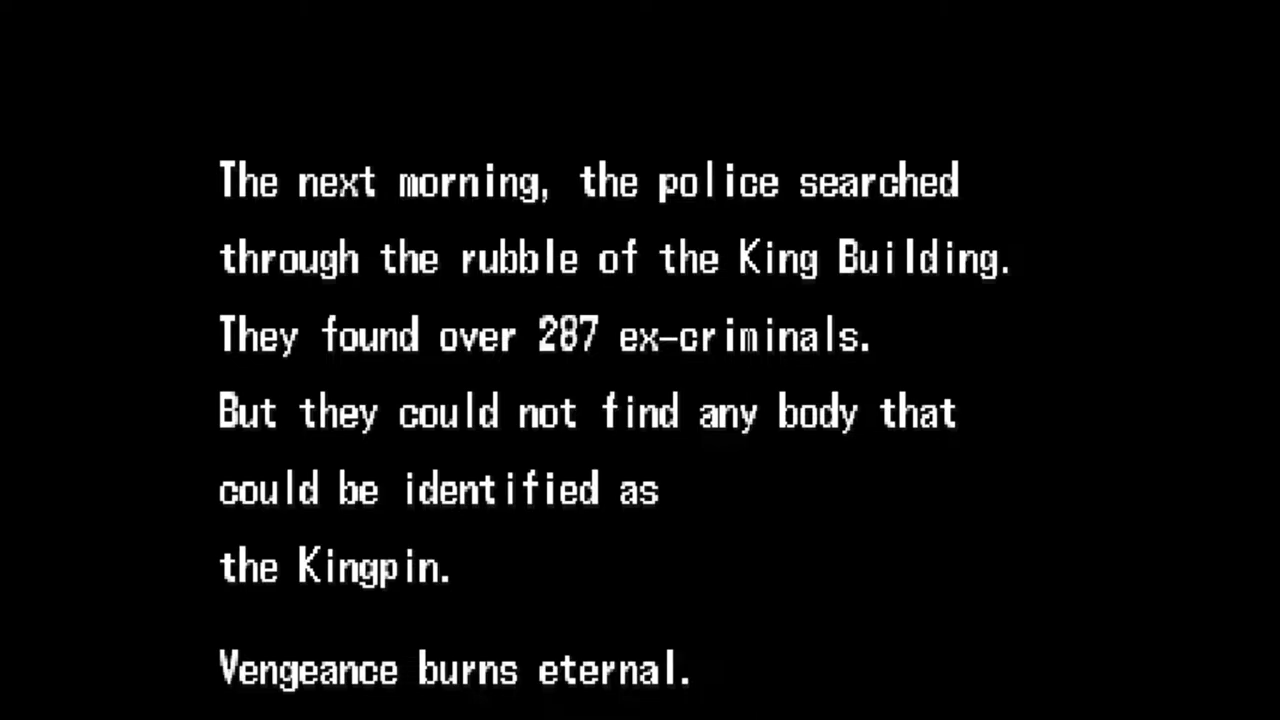 The next morning, the police searched
through the rubble of the King Building.
They found over 287 ex-criminals.
But they could not find any body that
could be identified as
the Kingpin.
Vengeance burns eternal.